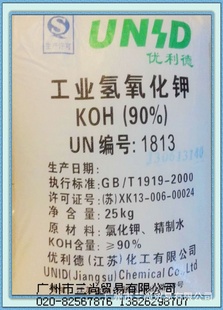 UNID
优利德
工业氢氧化钾
KOH (90%)
UN编号: 1813
生产日期:
执行标准: GB/T1919-2000
许可证号: (苏) XK13-006-00024
净重: 25kg
原材料: 氯化钾、精制水
KOH含量: ≥90%
优利德(江苏)化工有限公司
UNID(Jiangsu)Chemical Co., Ltd
广州市三尚贸易有限公司
020-82567816 13626298707